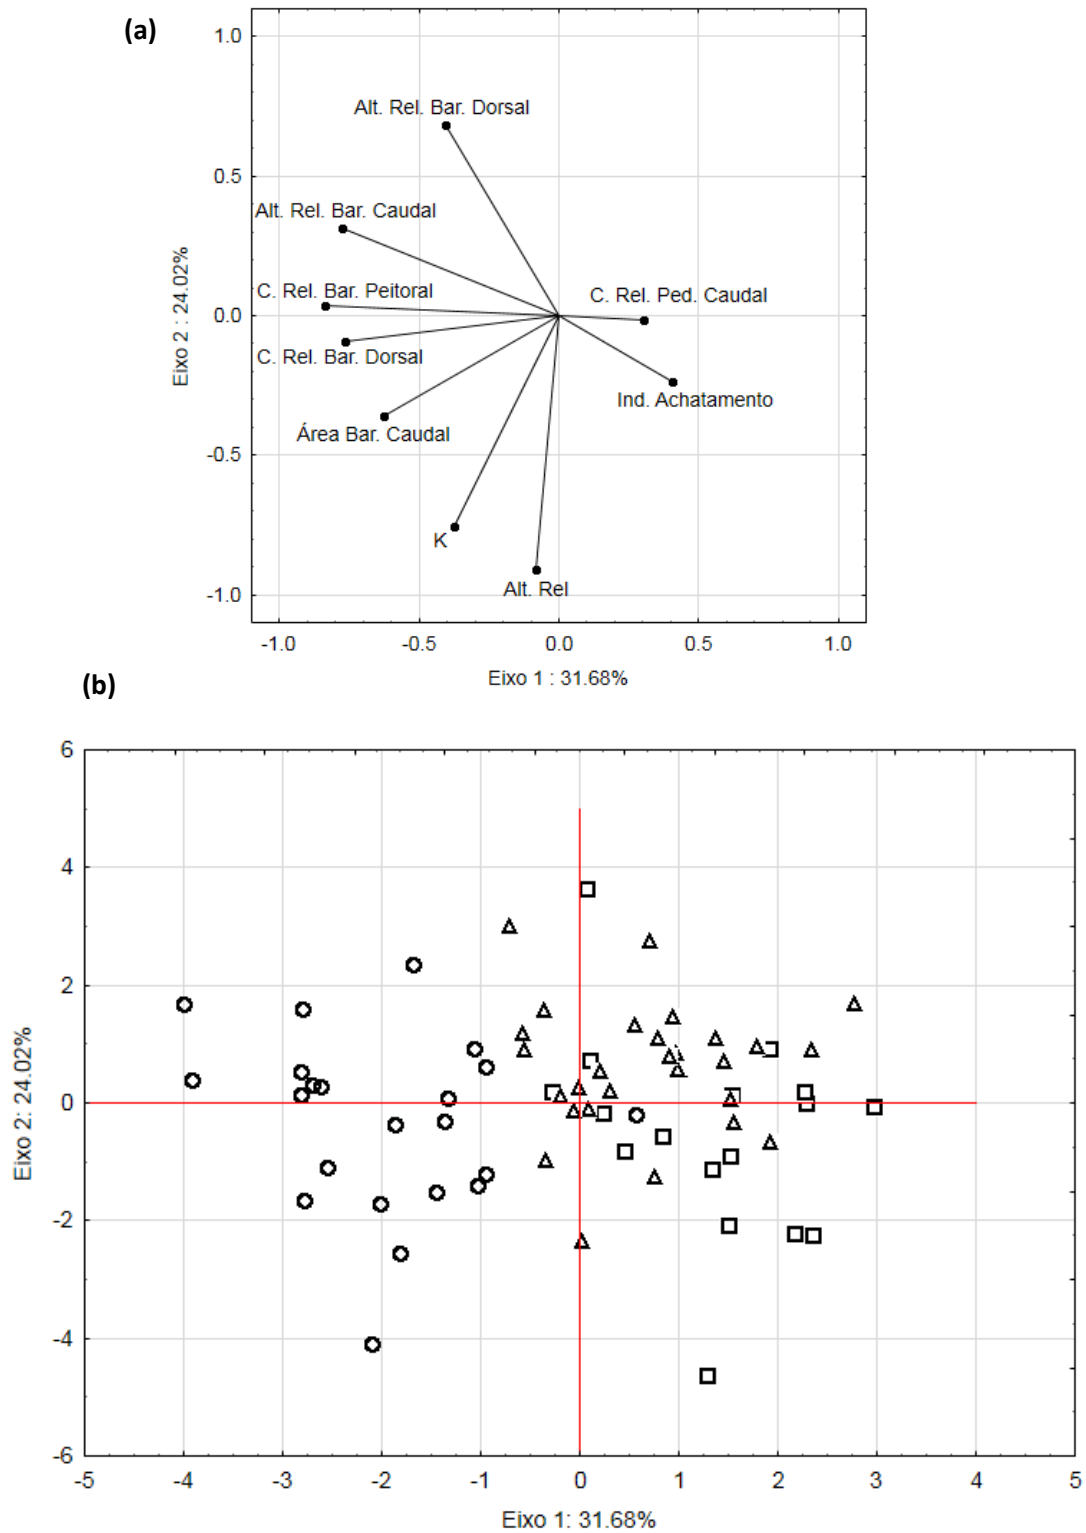 (a)
1.0
Alt. Rel. Bar. Dorsal
0.5
Alt. Rel. Bar. Caudal
C. Rel. Bar. Peitoral
C. Rel. Ped. Caudal
0.0
C. Rel. Bar. Dorsal
Ind. Achatamento
Área Bar. Caudal
-0.5
K
Alt. Rel
-1.0
Eixo 2 : 24.02%
-1.0 -0.5 0.0 0.5 1.0
Eixo 1 : 31.68%
(b)
6
4
2
0
-2
-4
-6
Eixo 2: 24.02%
-5 -4 -3 -2 -1 0 1 2 3 4 5
Eixo 1: 31.68%